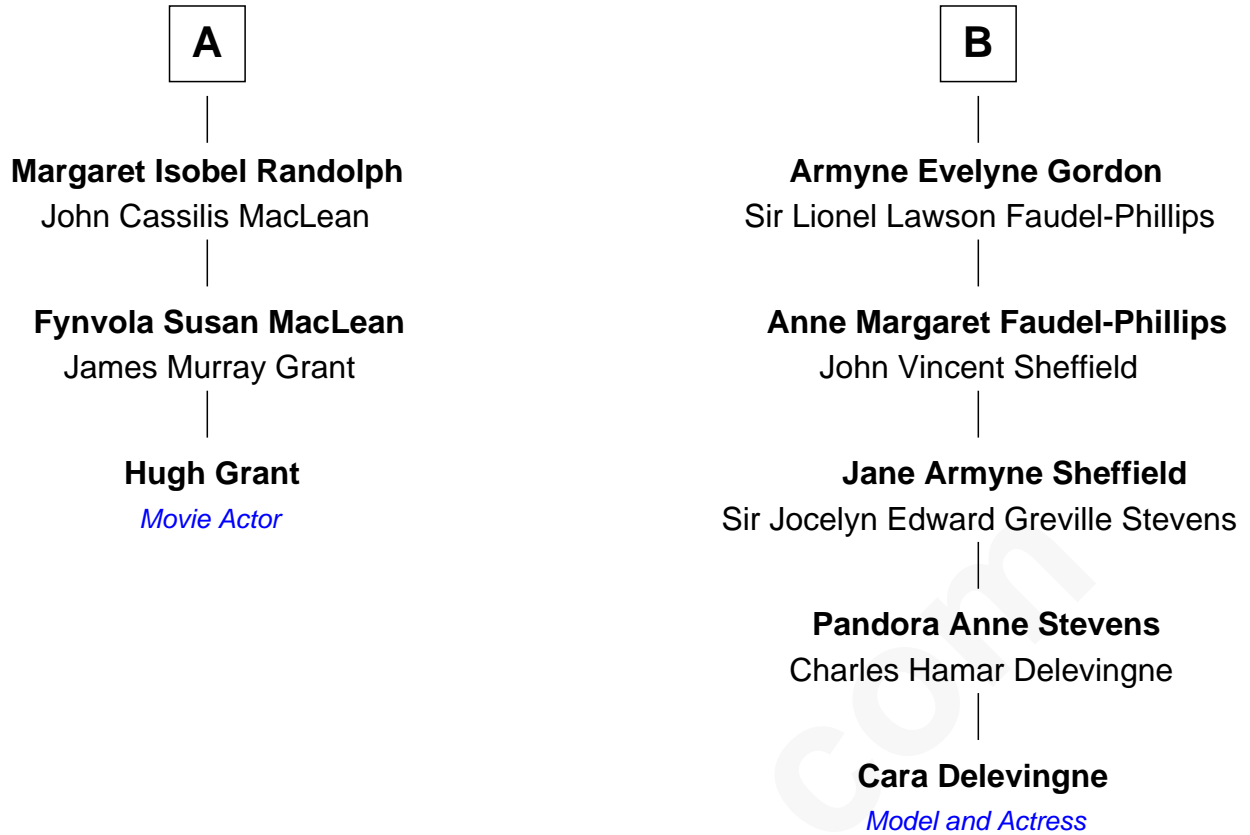 A
Margaret Isobel Randolph
John Cassilis MacLean
Fynvola Susan MacLean
James Murray Grant
Hugh Grant
Movie Actor
B
Armyne Evelyne Gordon
Sir Lionel Lawson Faudel-Phillips
Anne Margaret Faudel-Phillips
John Vincent Sheffield
Jane Armyne Sheffield
Sir Jocelyn Edward Greville Stevens
Pandora Anne Stevens
Charles Hamar Delevingne
Cara Delevingne
Model and Actress
com